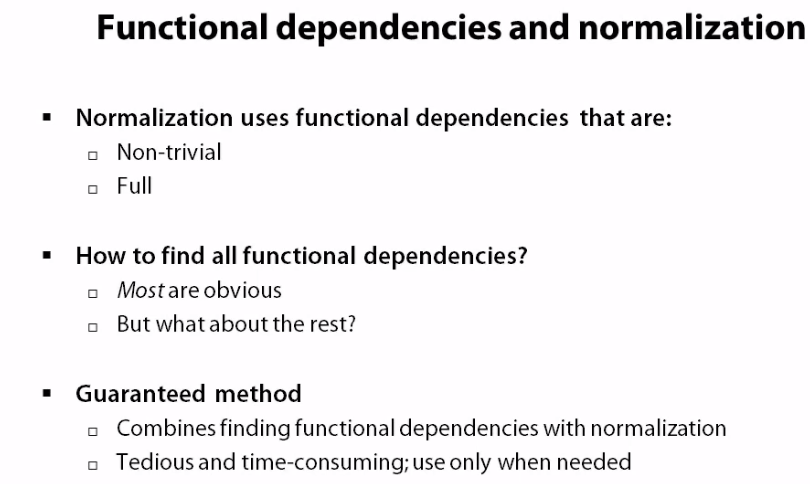 Functional dependencies and normalization
▪ Normalization uses functional dependencies that are:
▫ Non-trivial
▫ Full
▪ How to find all functional dependencies?
▫ Most are obvious
▫ But what about the rest?
▪ Guaranteed method
▫ Combines finding functional dependencies with normalization
▫ Tedious and time-consuming; use only when needed